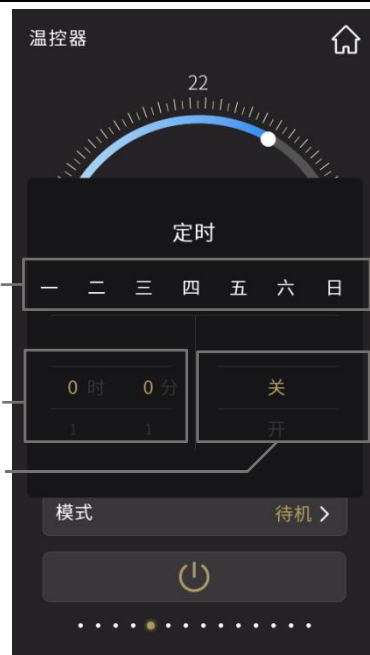 温控器
22
定时
一 二 三 四 五 六 日
0 时 0 分 关
1 1 开
模式 待机